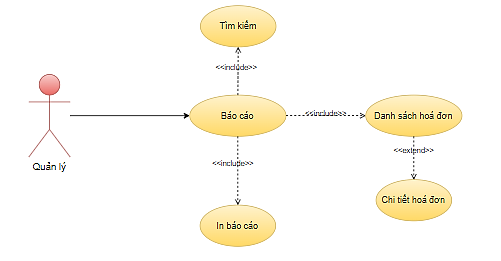 Tìm kiếm
<<include>>
Báo cáo
<<include>>
Danh sách hoá đơn
Quản lý
<<include>>
<<extend>>
Chi tiết hoá đơn
In báo cáo